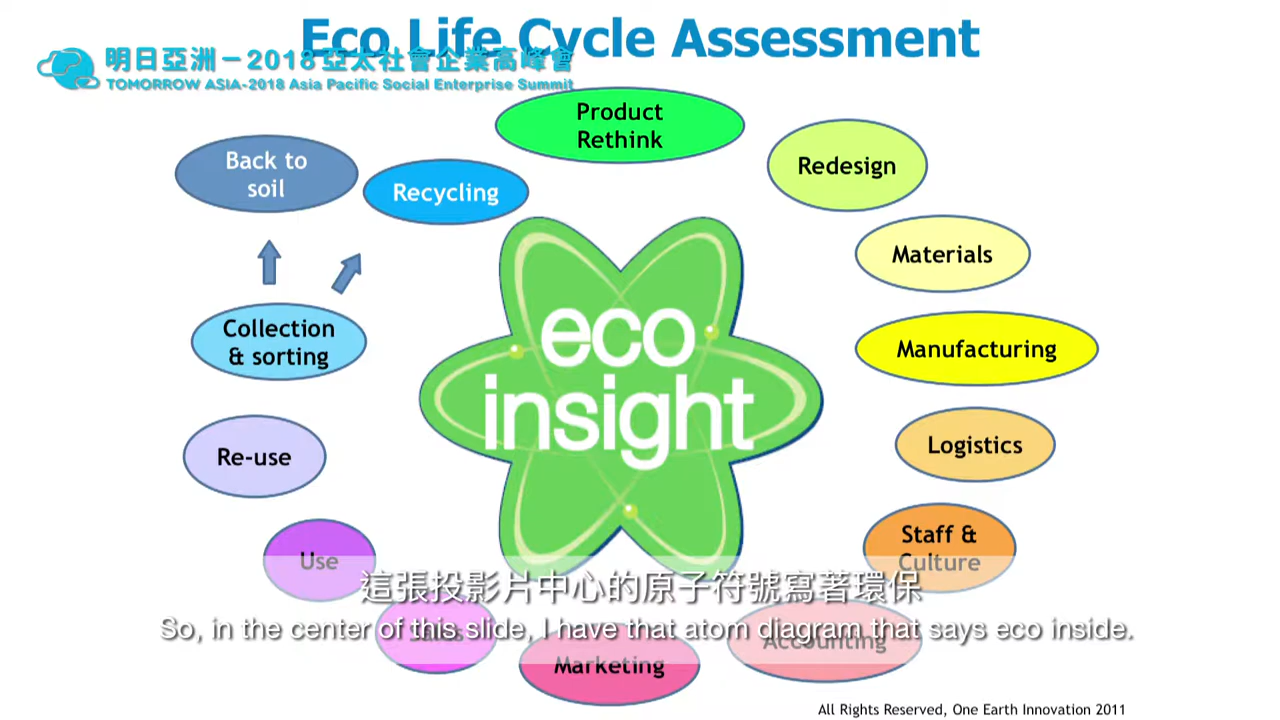 Eco Life Cycle Assessment
明日亞洲－2018亞太社會企業高峰會
TOMORROW ASIA-2018 Asia Pacific Social Enterprise Summit
Product
Rethink
Redesign
Materials
Manufacturing
Logistics
Staff &
Culture
Accounting
Marketing
Use
Re-use
Collection
& sorting
Back to
soil
Recycling
eco
insight
這張投影片中心的原子符號寫著環保
So, in the center of this slide, I have that atom diagram that says eco inside.
All Rights Reserved, One Earth Innovation 2011